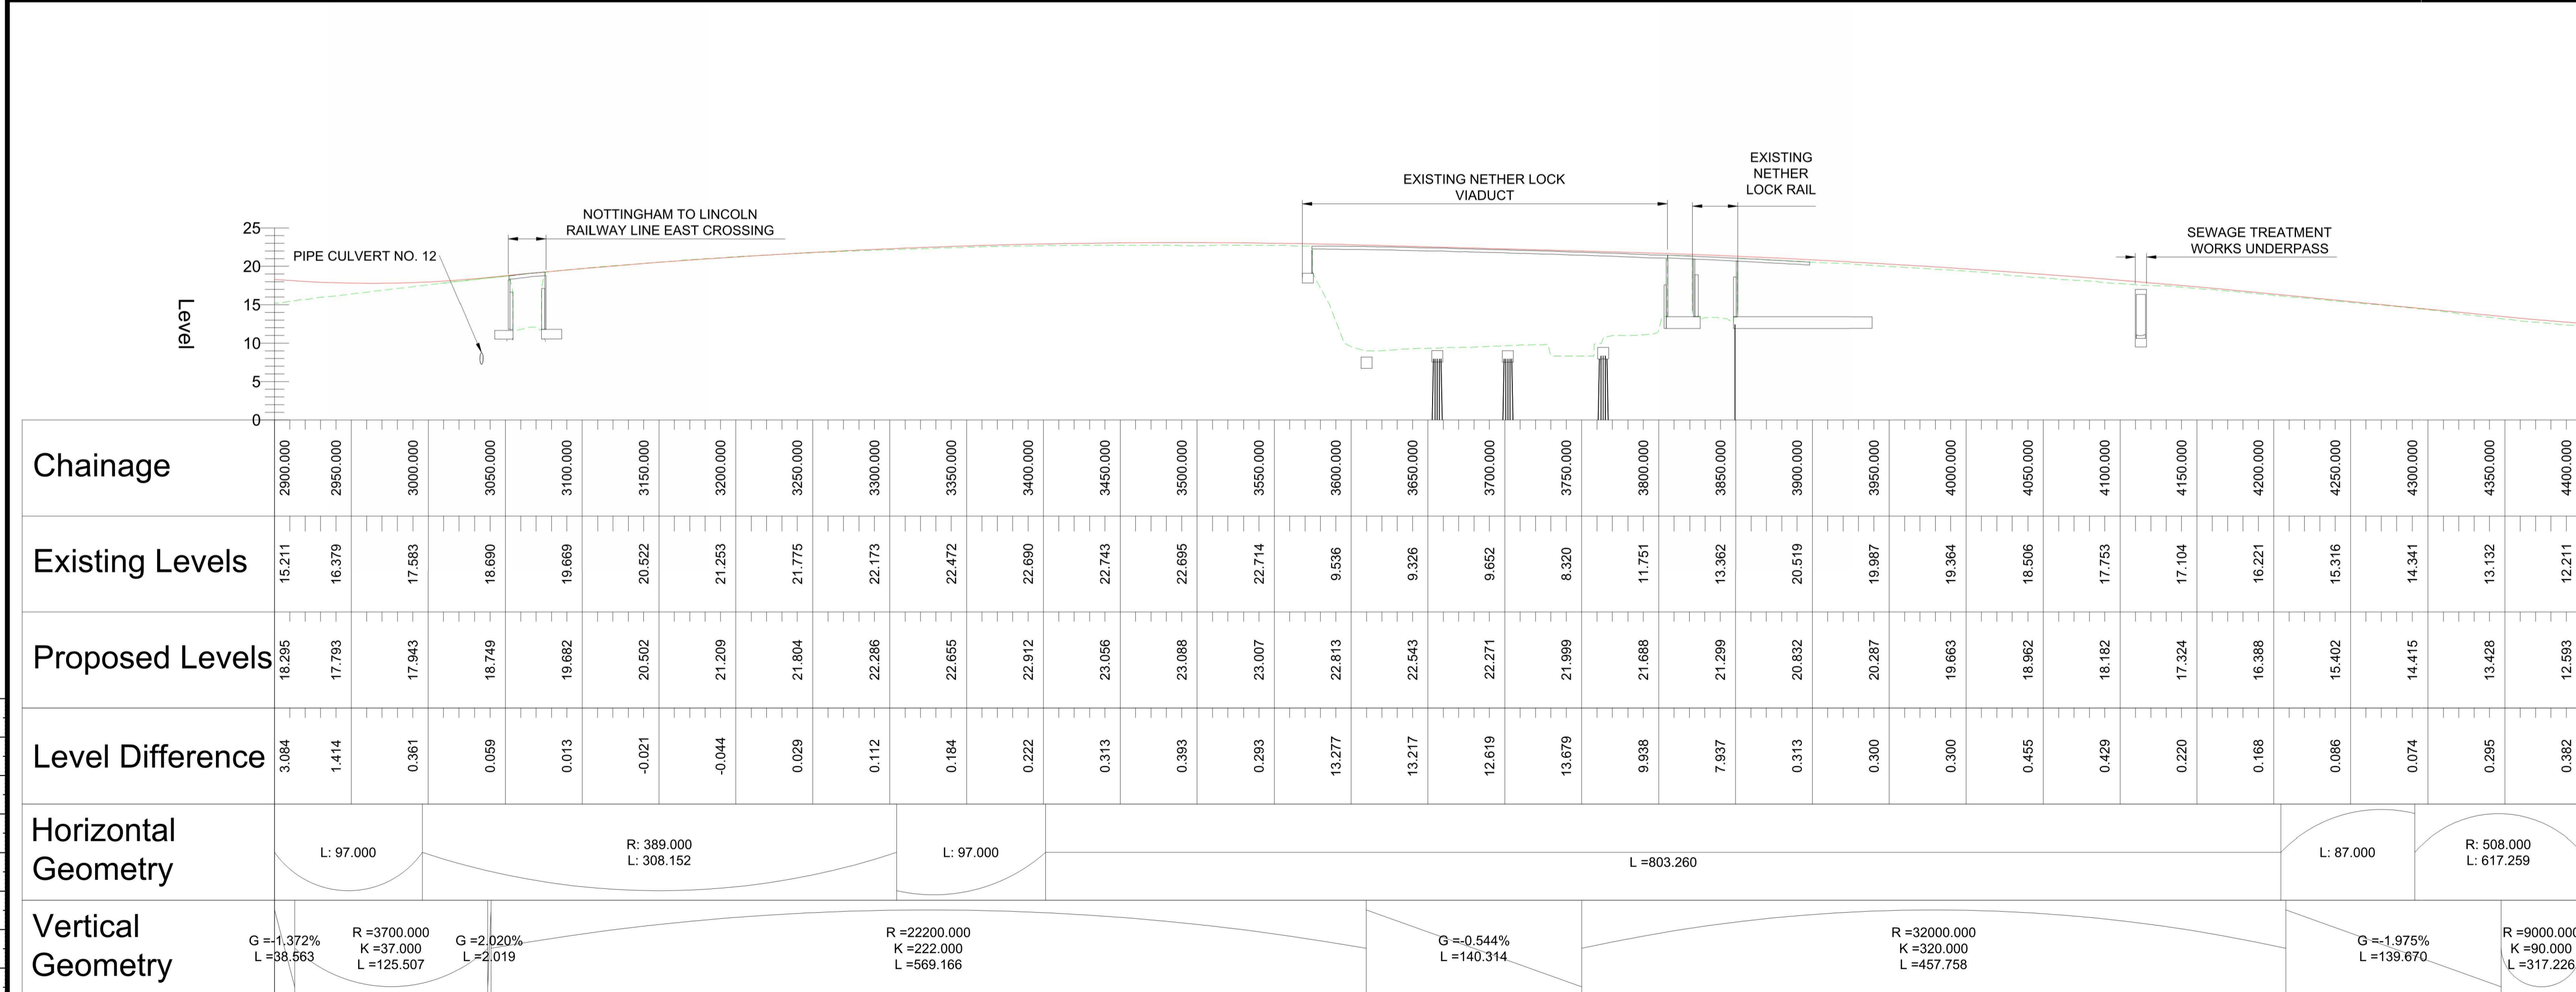 EXISTING
NETHER
LOCK RAIL
EXISTING NETHER LOCK
VIADUCT
NOTTINGHAM TO LINCOLN
RAILWAY LINE EAST CROSSING
SEWAGE TREATMENT
WORKS UNDERPASS
PIPE CULVERT NO. 12
Level
25
20
15
10
5
0
Chainage
2900.000 2950.000 3000.000 3050.000 3100.000 3150.000 3200.000 3250.000 3300.000 3350.000 3400.000 3450.000 3500.000 3550.000 3600.000 3650.000 3700.000 3750.000 3800.000 3850.000 3900.000 3950.000 4000.000 4050.000 4100.000 4150.000 4200.000 4250.000 4300.000 4350.000 4400.000
Existing Levels
15.211 16.379 17.583 18.690 19.669 20.522 21.253 21.775 22.173 22.472 22.690 22.743 22.695 22.714 9.536 9.326 9.652 8.320 11.751 13.362 20.519 19.987 19.364 18.506 17.753 17.104 16.221 15.316 14.341 13.132 12.211
Proposed Levels
18.295 17.793 17.943 18.749 19.682 20.502 21.209 21.804 22.286 22.655 22.912 23.056 23.088 23.007 22.813 22.543 22.271 21.999 21.688 21.299 20.832 20.287 19.663 18.962 18.182 17.324 16.388 15.402 14.415 13.428 12.593
Level Difference
3.084 1.414 0.361 0.059 0.013 -0.021 -0.044 0.029 0.112 0.184 0.222 0.313 0.393 0.293 13.277 13.217 12.619 13.679 9.938 7.937 0.313 0.300 0.300 0.455 0.429 0.220 0.168 0.086 0.074 0.295 0.382
Horizontal
Geometry
L: 97.000
R: 389.000
L: 308.152
L: 97.000
L =803.260
L: 87.000
R: 508.000
L: 617.259
Vertical
Geometry
G =-1.372%
L =38.563
R =3700.000
K =37.000
L =125.507
G =2.020%
L =2.019
R =22200.000
K =222.000
L =569.166
G =-0.544%
L =140.314
R =32000.000
K =320.000
L =457.758
G =-1.975%
L =139.670
R =9000.000
K =90.000
L =317.226